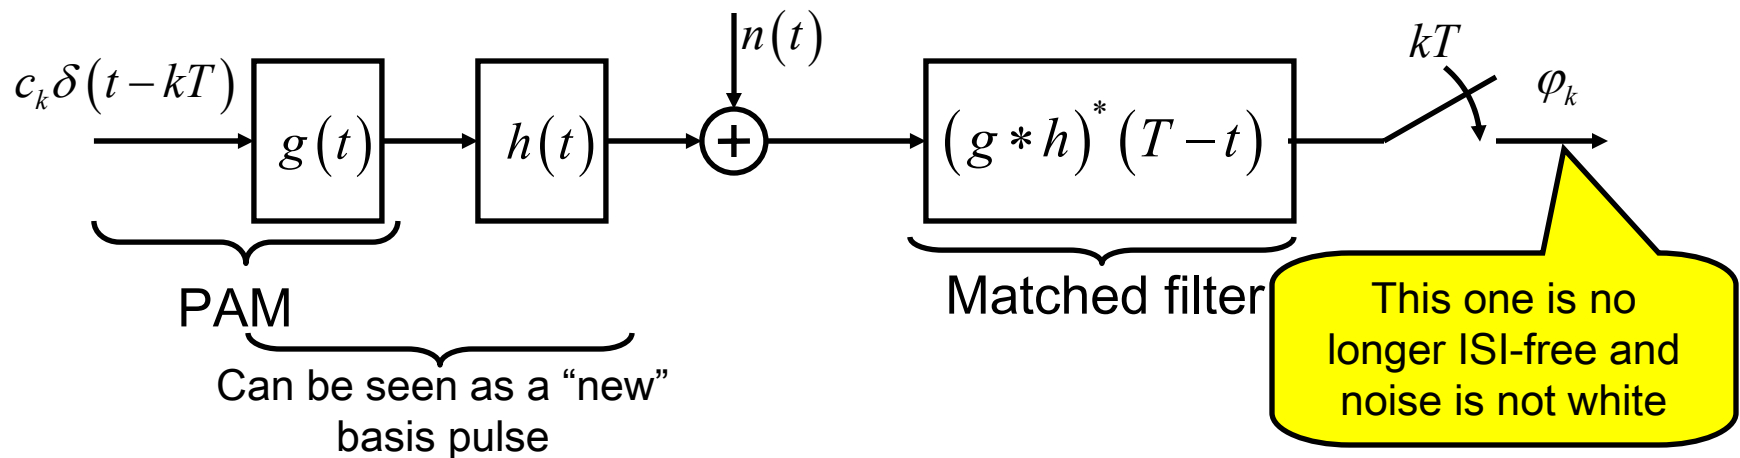 n(t)
kT
c_k δ(t − kT)
φ_k
g(t)
h(t)
+
(g * h)^* (T − t)
PAM
Matched filter
Can be seen as a “new”
basis pulse
This one is no
longer ISI-free and
noise is not white